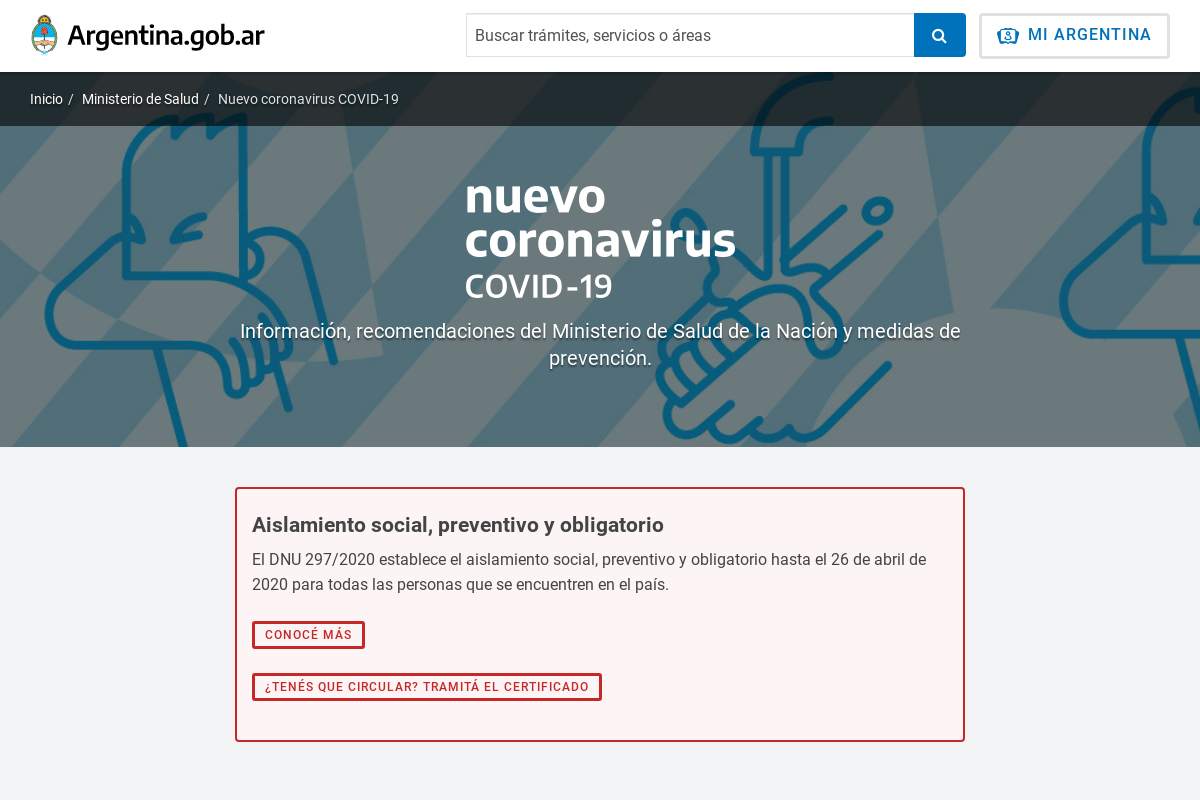 Argentina.gob.ar
Buscar trámites, servicios o áreas
MI ARGENTINA
Inicio / Ministerio de Salud / Nuevo coronavirus COVID-19
nuevo
coronavirus
COVID-19
Información, recomendaciones del Ministerio de Salud de la Nación y medidas de
prevención.
Aislamiento social, preventivo y obligatorio
El DNU 297/2020 establece el aislamiento social, preventivo y obligatorio hasta el 26 de abril de
2020 para todas las personas que se encuentren en el país.
CONOCÉ MÁS
¿TENÉS QUE CIRCULAR? TRAMITÁ EL CERTIFICADO